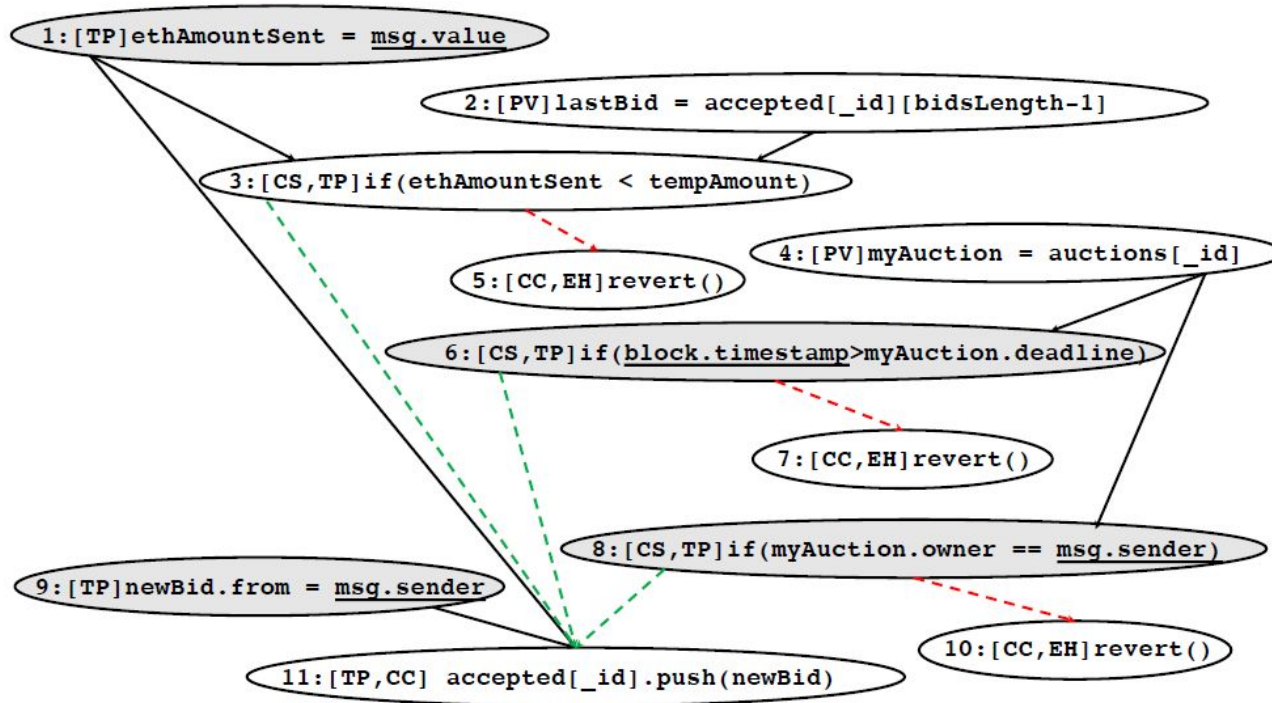 1:[TP]ethAmountSent = msg.value
2:[PV]lastBid = accepted[_id][bidsLength-1]
3:[CS,TP]if(ethAmountSent < tempAmount)
4:[PV]myAuction = auctions[_id]
5:[CC,EH]revert()
6:[CS,TP]if(block.timestamp>myAuction.deadline)
7:[CC,EH]revert()
8:[CS,TP]if(myAuction.owner == msg.sender)
9:[TP]newBid.from = msg.sender
10:[CC,EH]revert()
11:[TP,CC] accepted[_id].push(newBid)